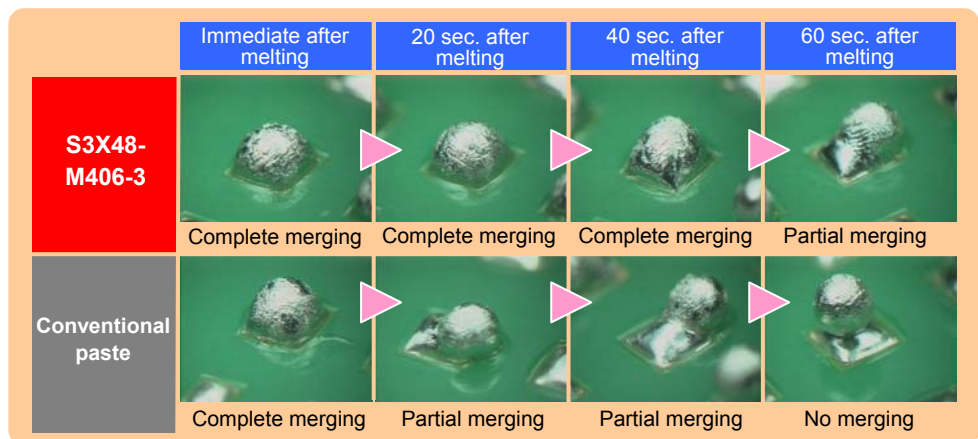 Immediate after
melting
20 sec. after
melting
40 sec. after
melting
60 sec. after
melting
S3X48-
M406-3
Complete merging
Complete merging
Complete merging
Partial merging
Conventional
paste
Complete merging
Partial merging
Partial merging
No merging